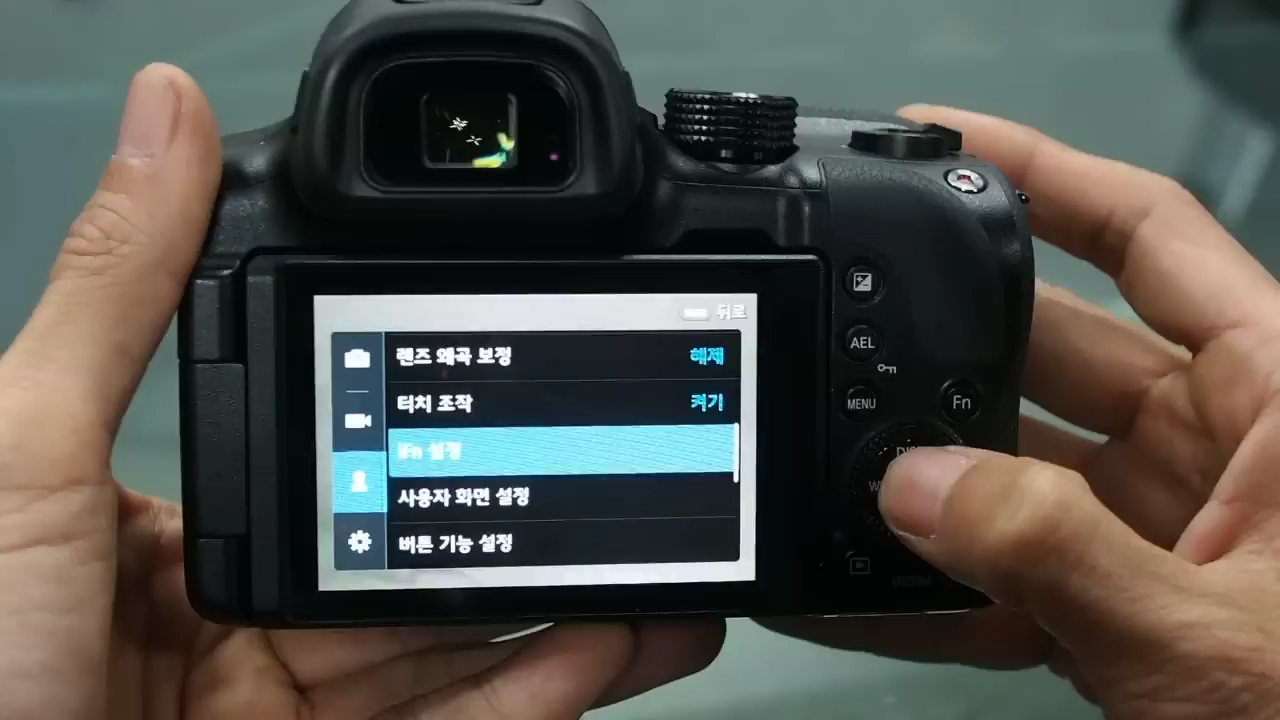 뒤로
렌즈 왜곡 보정 해제
터치 조작 켜기
iFn 설정
사용자 화면 설정
버튼 기능 설정
AEL
MENU
Fn